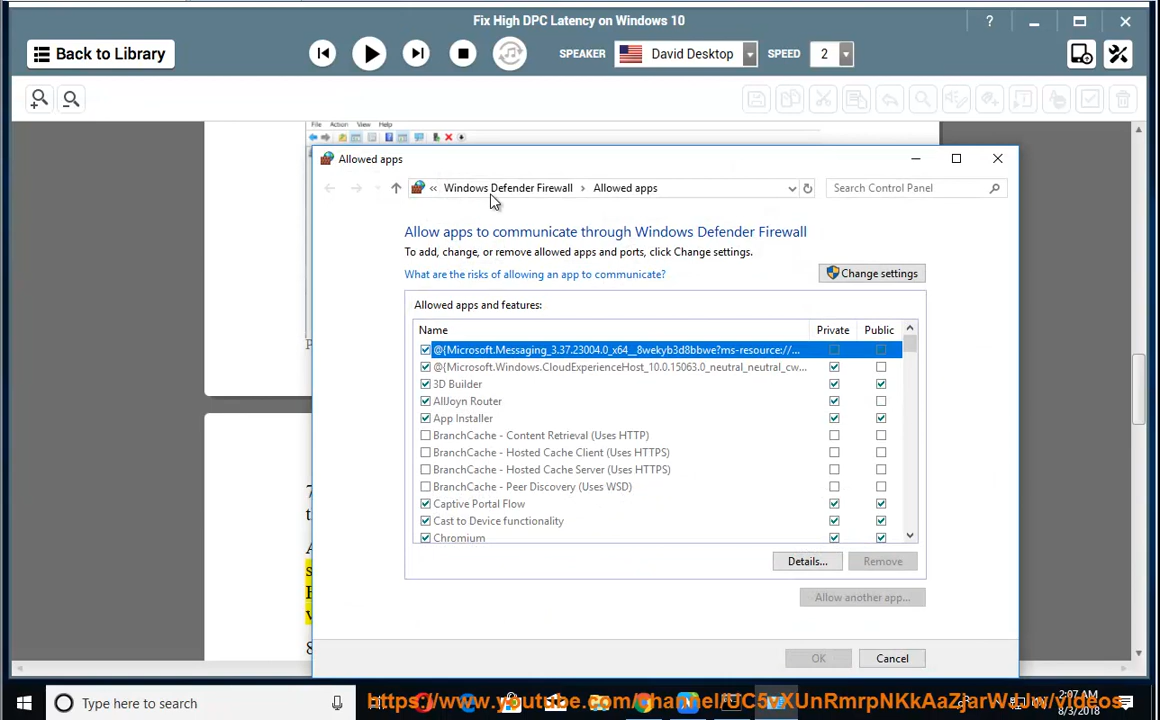 Fix High DPC Latency on Windows 10
?
Back to Library
SPEAKER
David Desktop
SPEED
2
File Action View Help
Allowed apps
« Windows Defender Firewall › Allowed apps
Search Control Panel
Allow apps to communicate through Windows Defender Firewall
To add, change, or remove allowed apps and ports, click Change settings.
What are the risks of allowing an app to communicate?
Change settings
Allowed apps and features:
Name Private Public
@{Microsoft.Messaging_3.37.23004.0_x64__8wekyb3d8bbwe?ms-resource://...
@{Microsoft.Windows.CloudExperienceHost_10.0.15063.0_neutral_neutral_cw...
3D Builder
AllJoyn Router
App Installer
BranchCache - Content Retrieval (Uses HTTP)
BranchCache - Hosted Cache Client (Uses HTTPS)
BranchCache - Hosted Cache Server (Uses HTTPS)
BranchCache - Peer Discovery (Uses WSD)
Captive Portal Flow
Cast to Device functionality
Chromium
Details...
Remove
Allow another app...
OK
Cancel
Type here to search
2:07 AM
8/3/2018